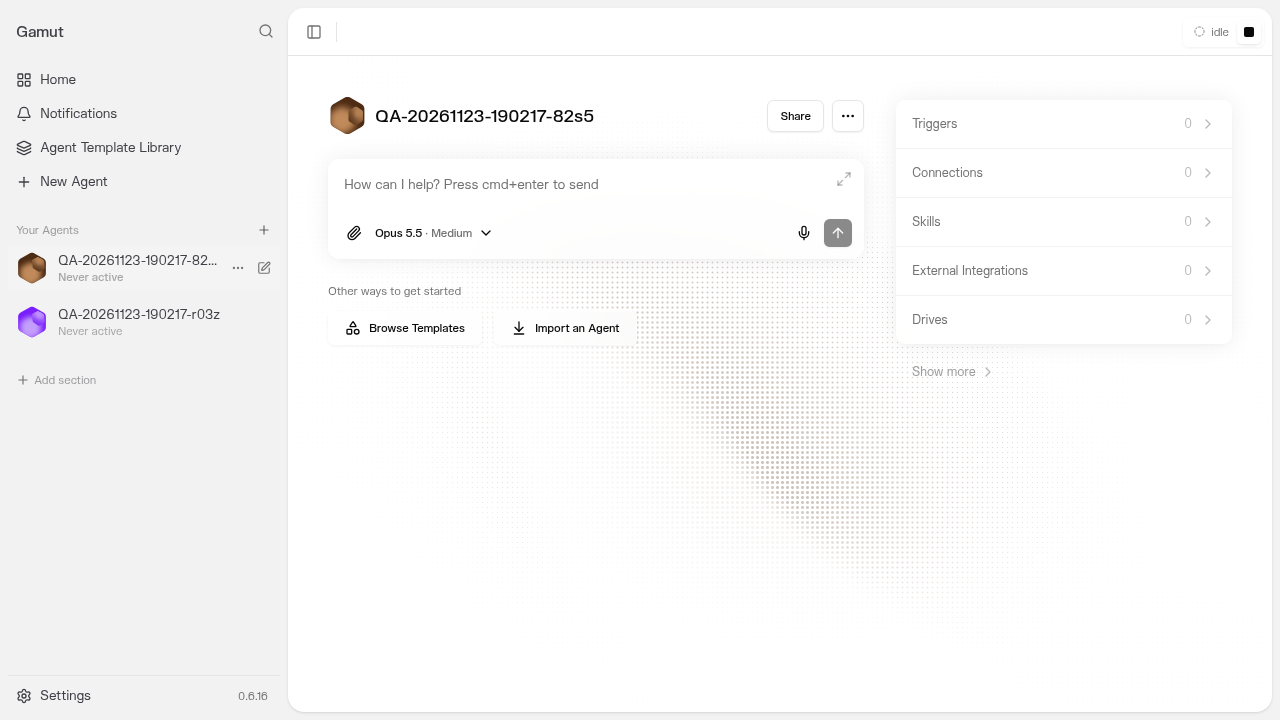 Gamut
Home
Notifications
Agent Template Library
New Agent
Your Agents
QA-20261123-190217-82...
Never active
QA-20261123-190217-r03z
Never active
Add section
Settings
0.6.16
idle
QA-20261123-190217-82s5
Share
How can I help? Press cmd+enter to send
Opus 5.5 · Medium
Other ways to get started
Browse Templates
Import an Agent
Triggers 0
Connections 0
Skills 0
External Integrations 0
Drives 0
Show more